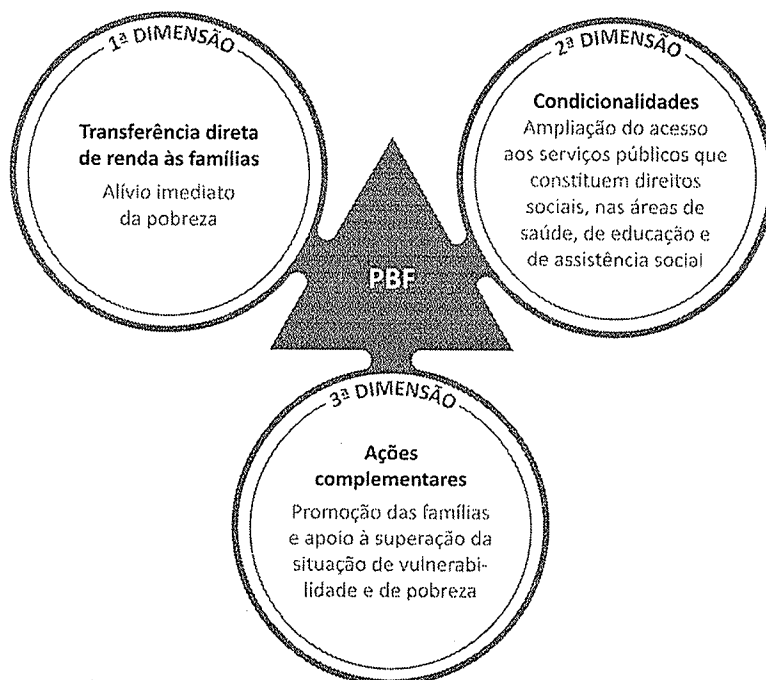 1ª DIMENSÃO
Transferência direta
de renda às famílias
Alívio imediato
da pobreza
2ª DIMENSÃO
Condicionalidades
Ampliação do acesso
aos serviços públicos que
constituem direitos
sociais, nas áreas de
saúde, de educação e
de assistência social
PBF
3ª DIMENSÃO
Ações
complementares
Promoção das famílias
e apoio à superação da
situação de vulnerabi-
lidade e de pobreza